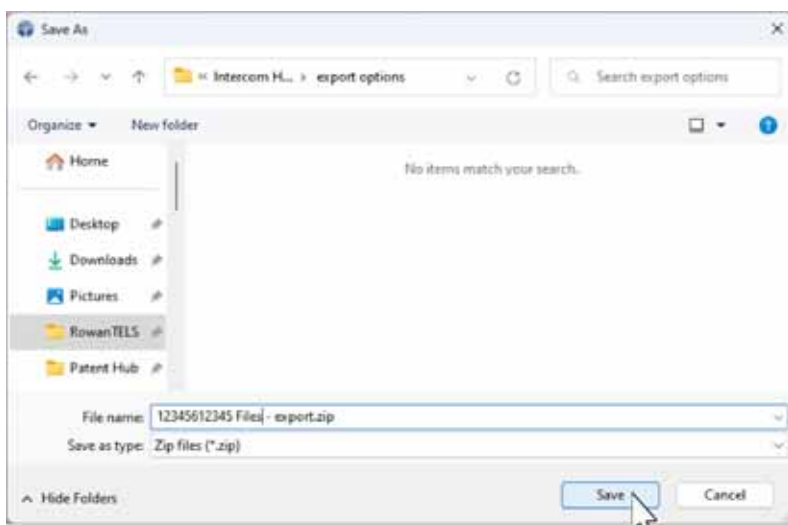 Save As
« Intercom H... › export options
Search export options
Organize
New folder
Home
No items match your search.
Desktop
Downloads
Pictures
RowanTELS
Patent Hub
File name: 12345612345 Files - export.zip
Save as type: Zip files (*.zip)
Hide Folders
Save
Cancel